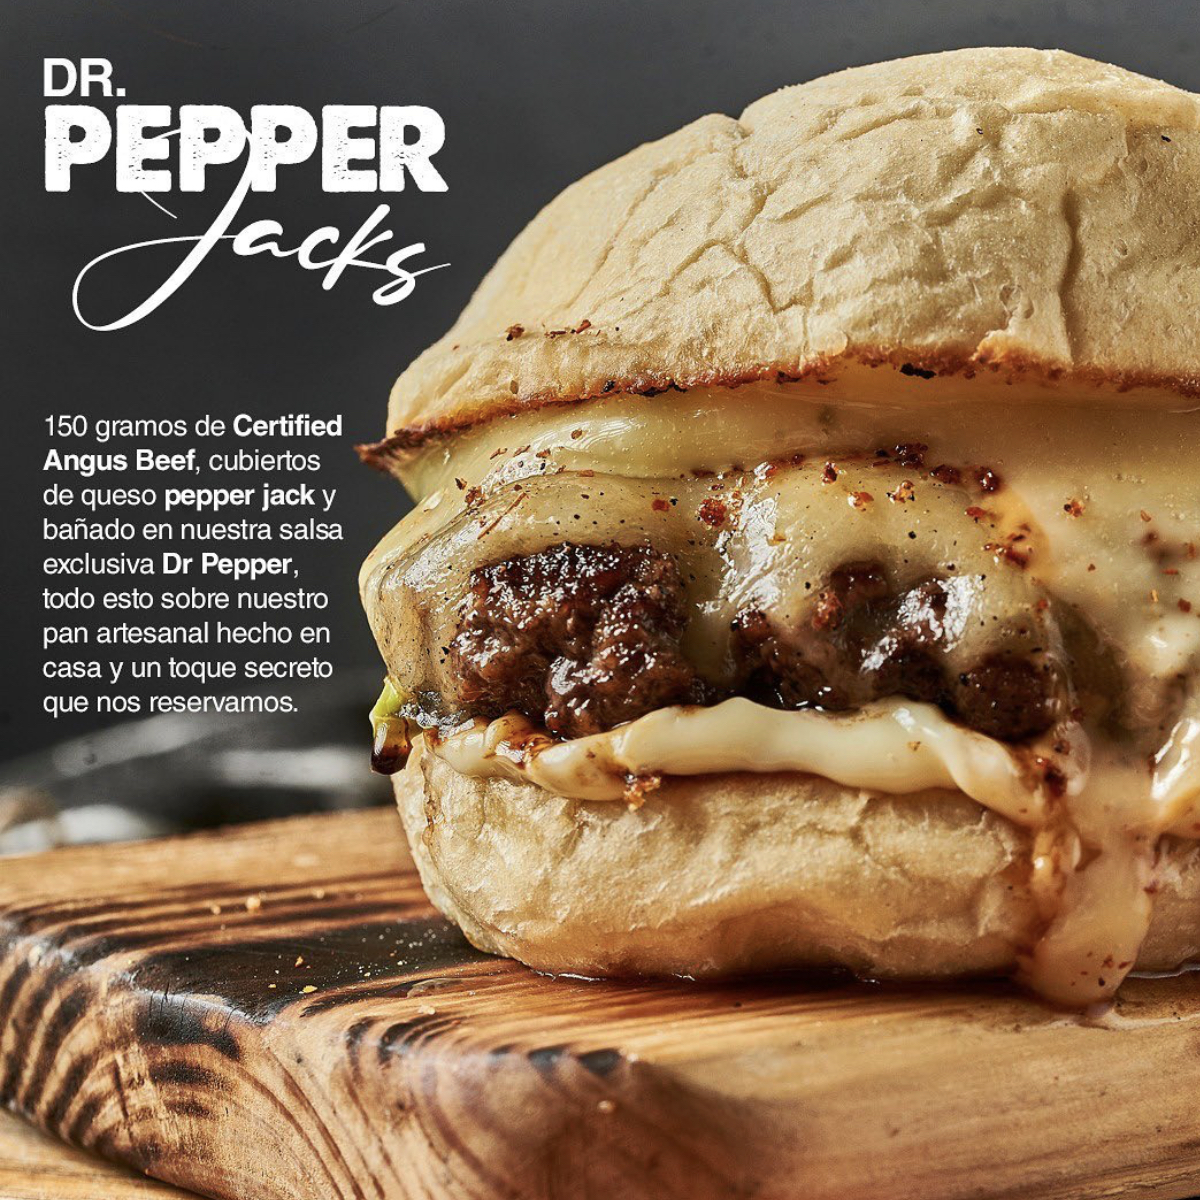 DR.
PEPPER
Jacks
150 gramos de Certified
Angus Beef, cubiertos
de queso pepper jack y
bañado en nuestra salsa
exclusiva Dr Pepper,
todo esto sobre nuestro
pan artesanal hecho en
casa y un toque secreto
que nos reservamos.